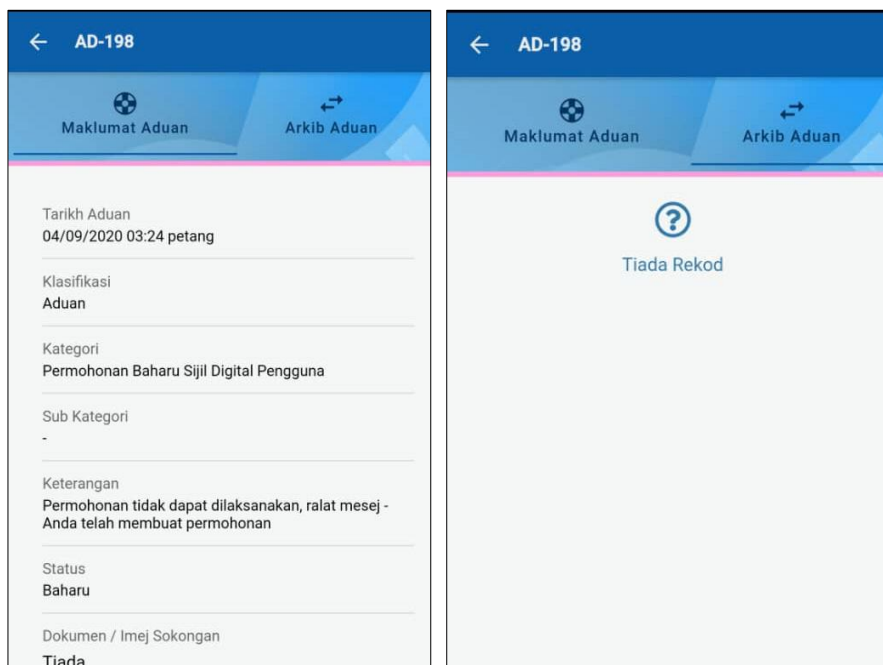 AD-198
Maklumat Aduan
Arkib Aduan
Tarikh Aduan
04/09/2020 03:24 petang
Klasifikasi
Aduan
Kategori
Permohonan Baharu Sijil Digital Pengguna
Sub Kategori
-
Keterangan
Permohonan tidak dapat dilaksanakan, ralat mesej -
Anda telah membuat permohonan
Status
Baharu
Dokumen / Imej Sokongan
Tiada
AD-198
Maklumat Aduan
Arkib Aduan
Tiada Rekod